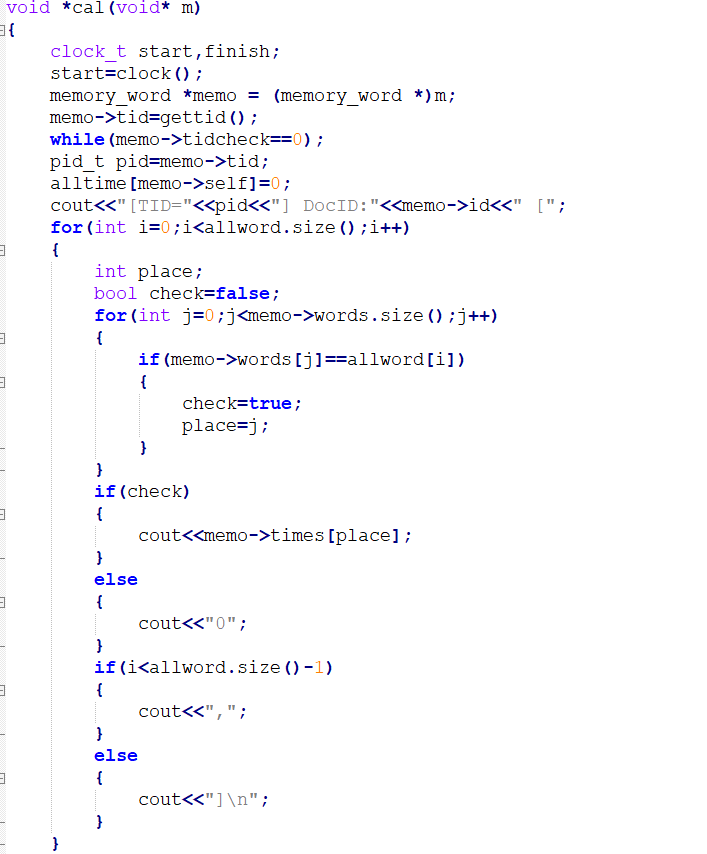 void *cal(void* m)
{
    clock_t start,finish;
    start=clock();
    memory_word *memo = (memory_word *)m;
    memo->tid=gettid();
    while(memo->tidcheck==0);
    pid_t pid=memo->tid;
    alltime[memo->self]=0;
    cout<<"[TID="<<pid<<"] DocID:"<<memo->id<<" [";
    for(int i=0;i<allword.size();i++)
    {
        int place;
        bool check=false;
        for(int j=0;j<memo->words.size();j++)
        {
            if(memo->words[j]==allword[i])
            {
                check=true;
                place=j;
            }
        }
        if(check)
        {
            cout<<memo->times[place];
        }
        else
        {
            cout<<"0";
        }
        if(i<allword.size()-1)
        {
            cout<<",";
        }
        else
        {
            cout<<"]\n";
        }
    }